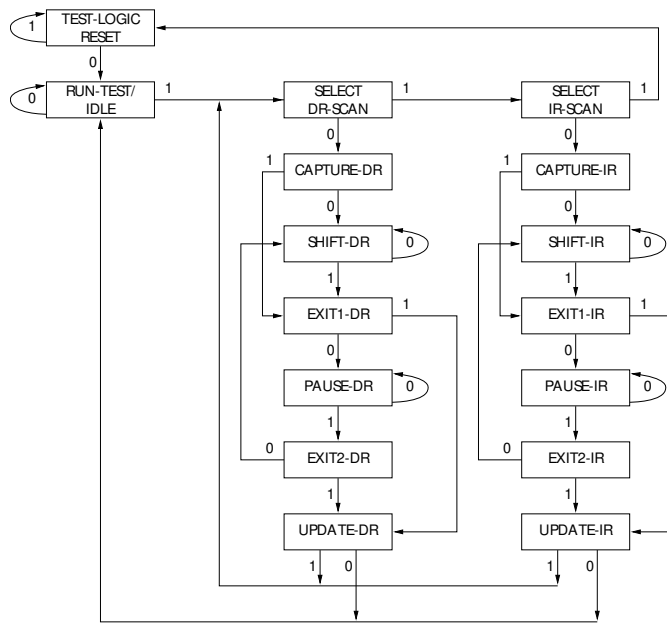 TEST-LOGIC
RESET
1
0
RUN-TEST/
IDLE
0
1
SELECT
DR-SCAN
1
SELECT
IR-SCAN
1
0
0
1
CAPTURE-DR
1
CAPTURE-IR
0
0
SHIFT-DR
0
SHIFT-IR
0
1
1
EXIT1-DR
1
EXIT1-IR
1
0
0
PAUSE-DR
0
PAUSE-IR
0
1
1
0
EXIT2-DR
0
EXIT2-IR
1
1
UPDATE-DR
UPDATE-IR
1
0
1
0